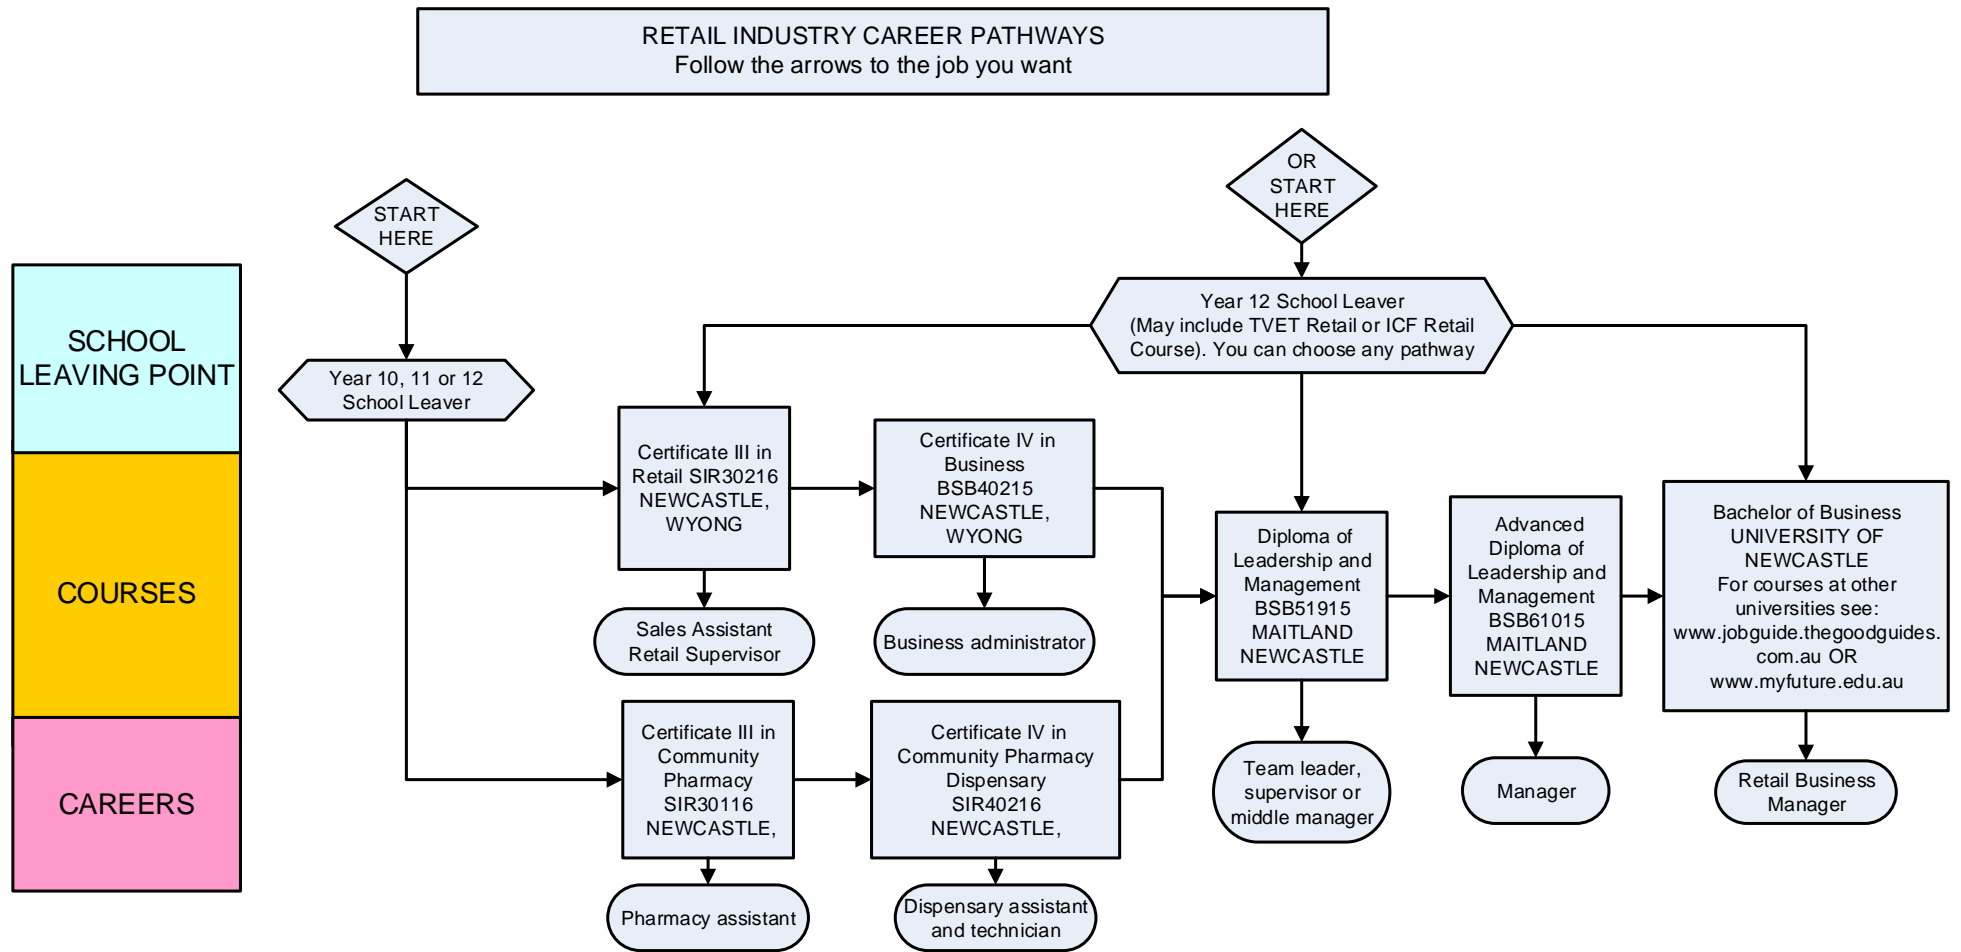 RETAIL INDUSTRY CAREER PATHWAYS
Follow the arrows to the job you want
START
HERE
OR
START
HERE
SCHOOL
LEAVING POINT
COURSES
CAREERS
Year 10, 11 or 12
School Leaver
Year 12 School Leaver
(May include TVET Retail or ICF Retail
Course). You can choose any pathway
Certificate III in
Retail SIR30216
NEWCASTLE,
WYONG
Certificate IV in
Business
BSB40215
NEWCASTLE,
WYONG
Diploma of
Leadership and
Management
BSB51915
MAITLAND
NEWCASTLE
Advanced
Diploma of
Leadership and
Management
BSB61015
MAITLAND
NEWCASTLE
Bachelor of Business
UNIVERSITY OF
NEWCASTLE
For courses at other
universities see:
www.jobguide.thegoodguides.
com.au OR
www.myfuture.edu.au
Sales Assistant
Retail Supervisor
Business administrator
Certificate III in
Community
Pharmacy
SIR30116
NEWCASTLE,
Certificate IV in
Community Pharmacy
Dispensary
SIR40216
NEWCASTLE,
Team leader,
supervisor or
middle manager
Manager
Retail Business
Manager
Pharmacy assistant
Dispensary assistant
and technician